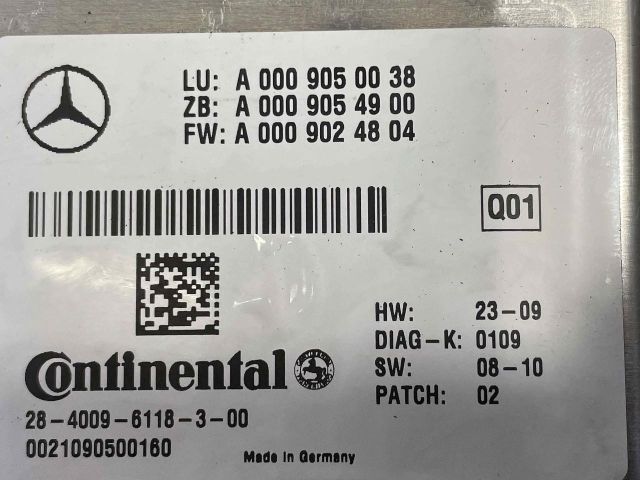 LU: A 000 905 00 38
ZB: A 000 905 49 00
FW: A 000 902 48 04
Q01
HW: 23-09
DIAG-K: 0109
SW: 08-10
PATCH: 02
Continental
28-4009-6118-3-00
0021090500160
Made in Germany